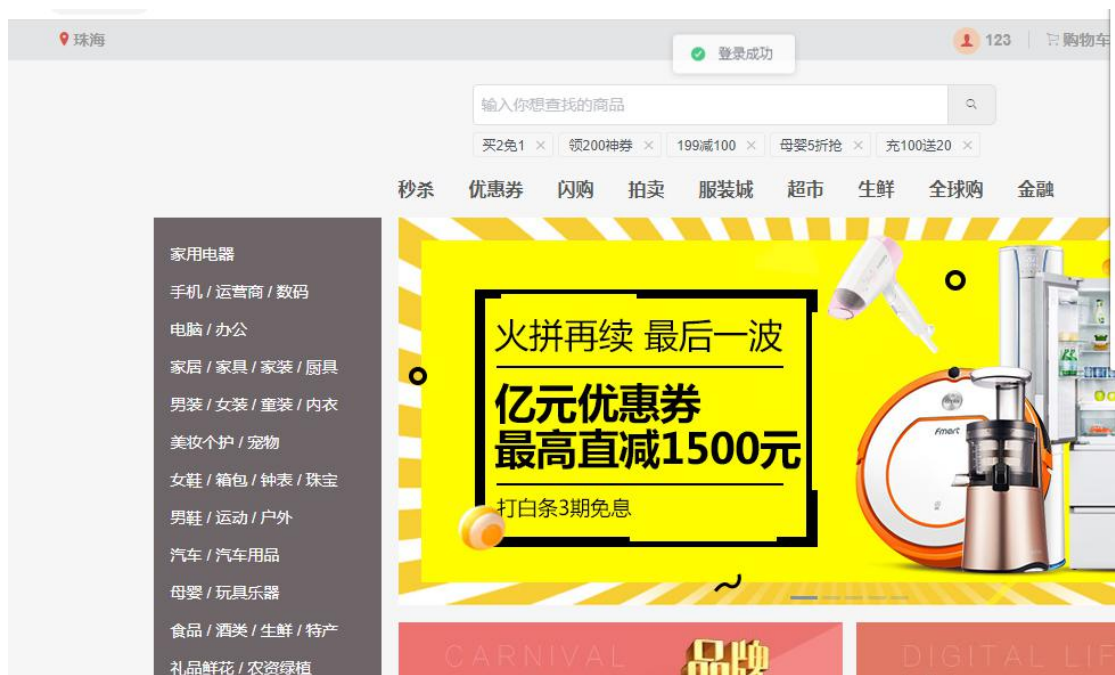 珠海
123
购物车
登录成功
输入你想查找的商品
买2免1 × 领200神券 × 199减100 × 母婴5折抢 × 充100送20 ×
秒杀 优惠券 闪购 拍卖 服装城 超市 生鲜 全球购 金融
家用电器
手机 / 运营商 / 数码
电脑 / 办公
家居 / 家具 / 家装 / 厨具
男装 / 女装 / 童装 / 内衣
美妆个护 / 宠物
女鞋 / 箱包 / 钟表 / 珠宝
男鞋 / 运动 / 户外
汽车 / 汽车用品
母婴 / 玩具乐器
食品 / 酒类 / 生鲜 / 特产
礼品鲜花 / 农资绿植
火拼再续 最后一波
亿元优惠券
最高直减1500元
打白条3期免息
Fmart
CARNIVAL
品牌
DIGITAL LIF